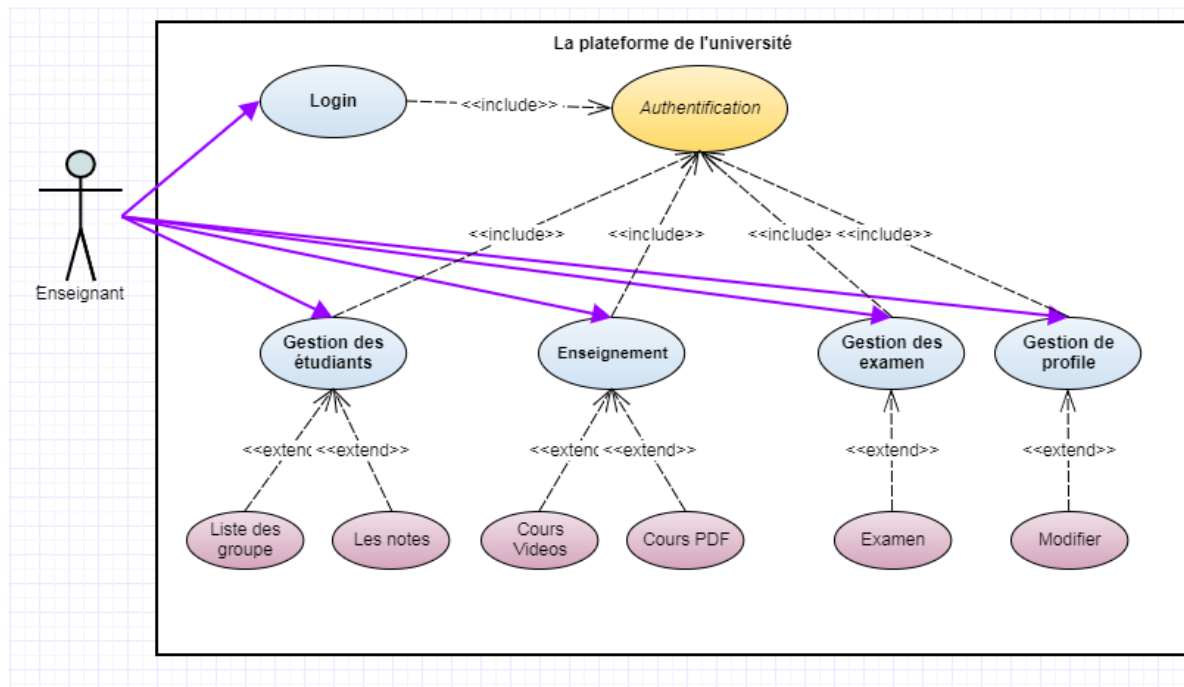 La plateforme de l'université
Login
<<include>>
Authentification
<<include>>
<<include>>
<<include>>
<<include>>
Enseignant
Gestion des
étudiants
Enseignement
Gestion des
examen
Gestion de
profile
<<extend
<<extend>>
<<extend
<<extend>>
<<extend>>
<<extend>>
Liste des
groupe
Les notes
Cours
Videos
Cours PDF
Examen
Modifier